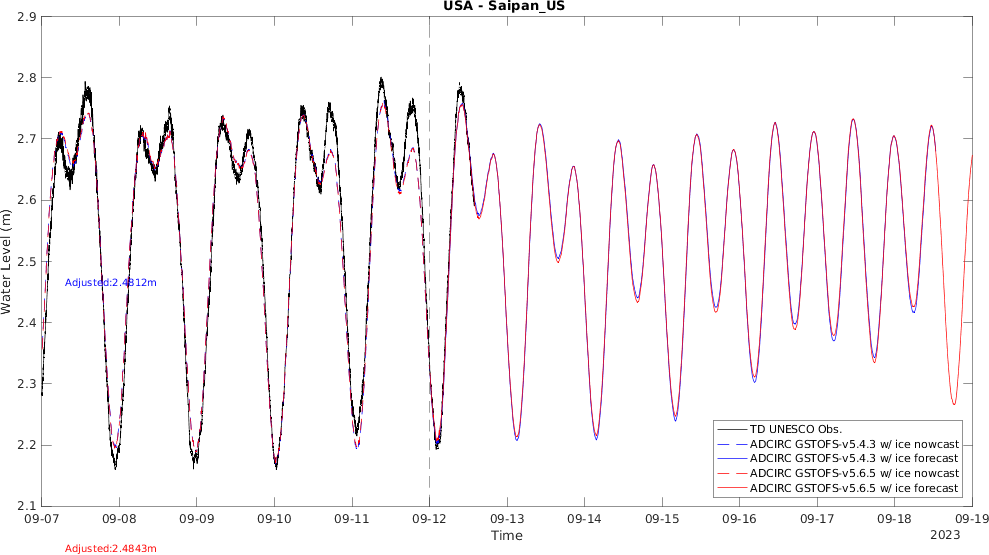 USA - Saipan_US
2.9
2.8
2.7
2.6
2.5
2.4
2.3
2.2
2.1
Water Level (m)
Adjusted:2.4812m
TD UNESCO Obs.
ADCIRC GSTOFS-v5.4.3 w/ ice nowcast
ADCIRC GSTOFS-v5.4.3 w/ ice forecast
ADCIRC GSTOFS-v5.6.5 w/ ice nowcast
ADCIRC GSTOFS-v5.6.5 w/ ice forecast
09-07 09-08 09-09 09-10 09-11 09-12 09-13 09-14 09-15 09-16 09-17 09-18 09-19
Time
2023
Adjusted:2.4843m